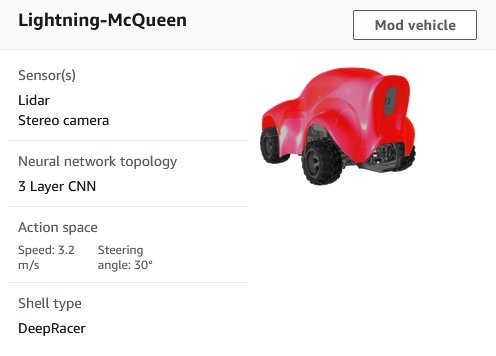 Lightning-McQueen
Mod vehicle
Sensor(s)
Lidar
Stereo camera
Neural network topology
3 Layer CNN
Action space
Speed: 3.2
m/s
Steering
angle: 30°
Shell type
DeepRacer